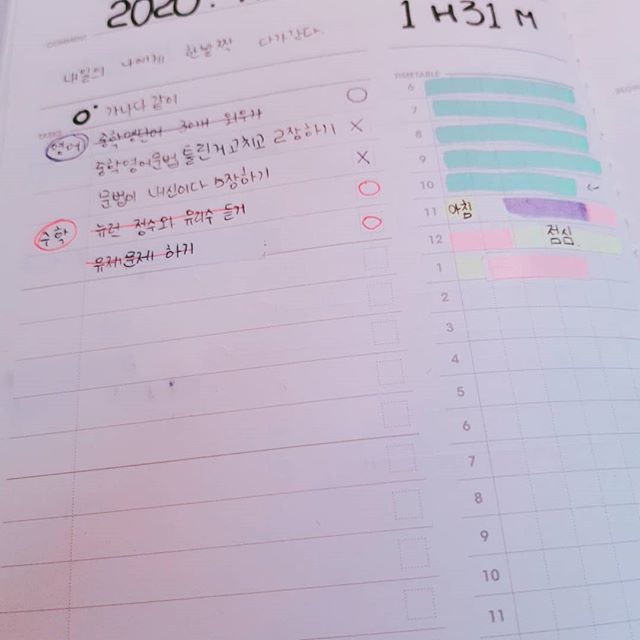 2020.
1 H 31 M
COMMENT
내일의 나에게 한발짝 다가간다.
TASKS
TIMETABLE
가나다같이
영어
중학영단어 30개 외우기
중학영어문법 틀린거고치고 2장하기
문법이 내신이다 5장하기
수학
뉴런 정수와 유리수 듣기
유제문제 하기
6
7
8
9
10
11 아침
12 점심
1
2
3
4
5
6
7
8
9
10
11